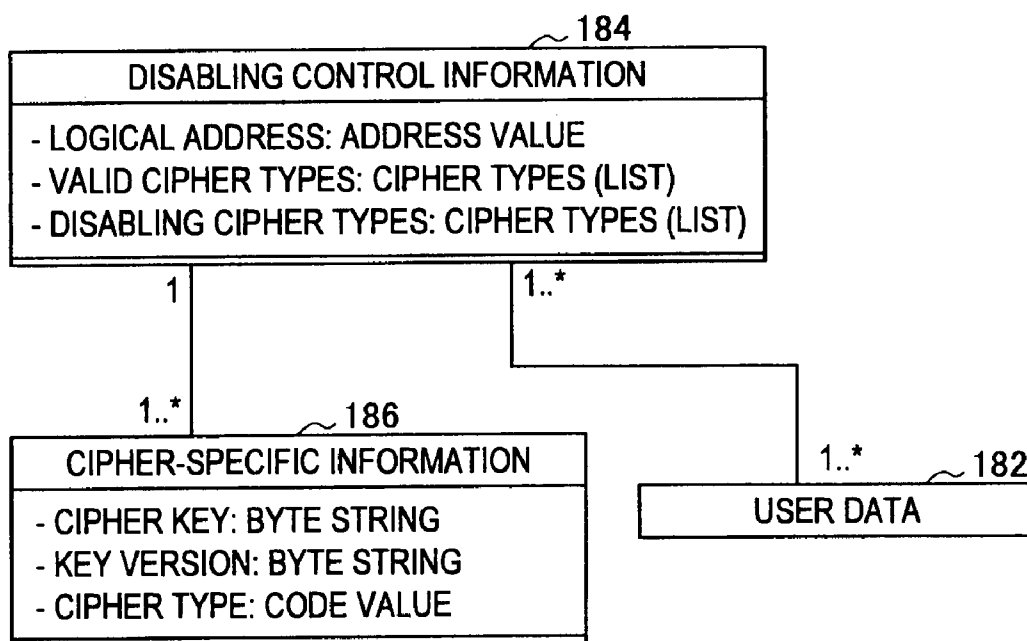 184
DISABLING CONTROL INFORMATION
- LOGICAL ADDRESS: ADDRESS VALUE
- VALID CIPHER TYPES: CIPHER TYPES (LIST)
- DISABLING CIPHER TYPES: CIPHER TYPES (LIST)
1
1..*
1..*
186
CIPHER-SPECIFIC INFORMATION
- CIPHER KEY: BYTE STRING
- KEY VERSION: BYTE STRING
- CIPHER TYPE: CODE VALUE
1..*
182
USER DATA